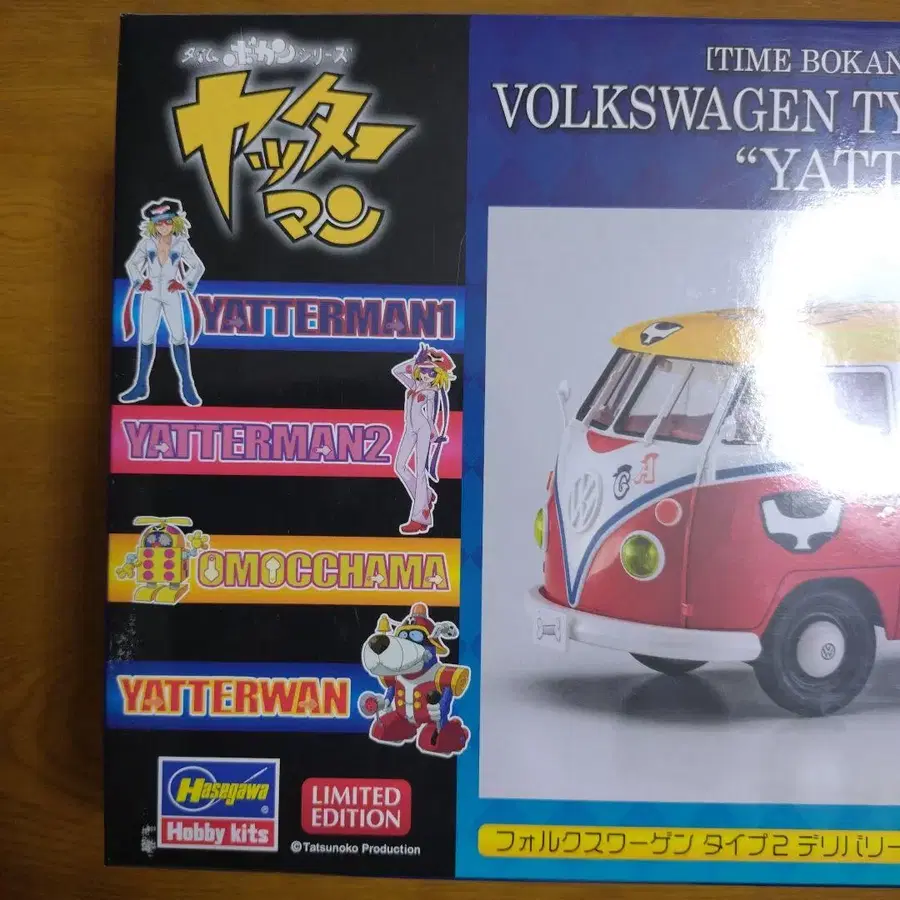 タイムボカンシリーズ
ヤッター
マン
YATTERMAN1
YATTERMAN2
OMOCCHAMA
YATTERWAN
Hasegawa®
Hobby kits
LIMITED
EDITION
©Tatsunoko Production
[TIME BOKAN
VOLKSWAGEN TY
“YATT
G A
フォルクスワーゲン タイプ2 デリバリー